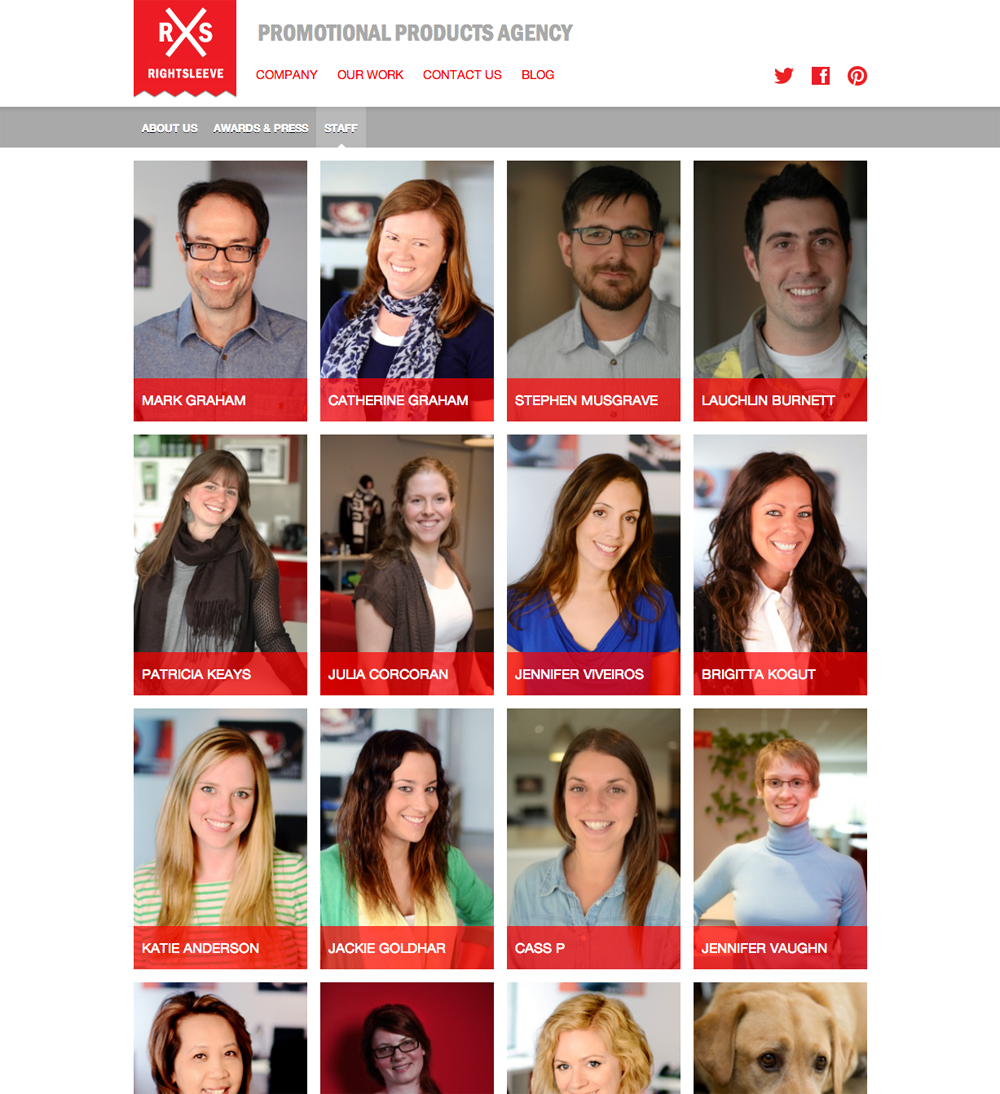 RXS
RIGHTSLEEVE
PROMOTIONAL PRODUCTS AGENCY
COMPANY OUR WORK CONTACT US BLOG
ABOUT US AWARDS & PRESS STAFF
MARK GRAHAM CATHERINE GRAHAM STEPHEN MUSGRAVE LAUCHLIN BURNETT
PATRICIA KEAYS JULIA CORCORAN JENNIFER VIVEIROS BRIGITTA KOGUT
KATIE ANDERSON JACKIE GOLDHAR CASS P JENNIFER VAUGHN